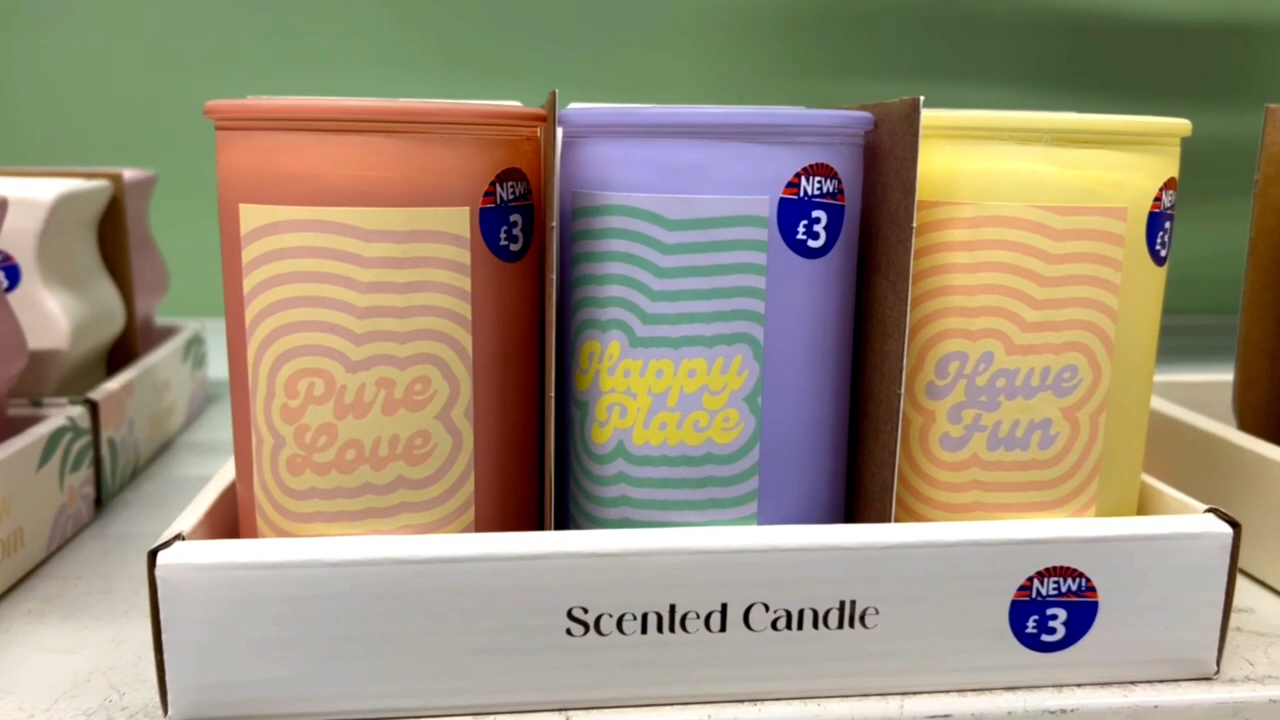 NEW!
£3
NEW!
£3
NEW!
£3
Pure
Love
Happy
Place
Have
Fun
Scented Candle
NEW!
£3